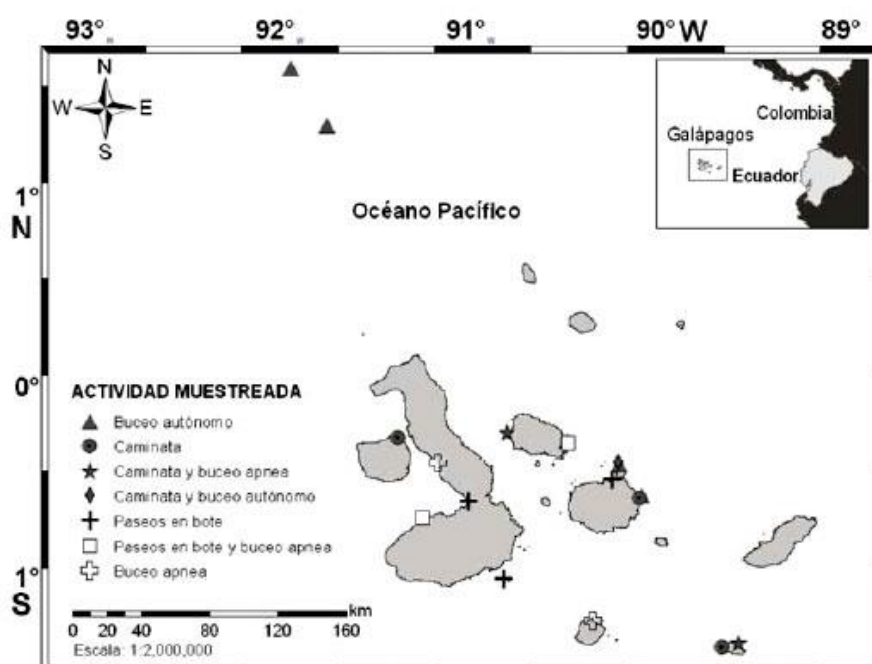 93° W 92° W 91° W 90° W 89°
N
W E
S
Colombia
Galápagos
Ecuador
1°
N
Océano Pacífico
0°
ACTIVIDAD MUESTREADA
Buceo autónomo
Caminata
Caminata y buceo apnea
Caminata y buceo autónomo
Paseos en bote
Paseos en bote y buceo apnea
Buceo apnea
1°
S
km
0 20 40 80 120 160
Escala: 1:2,000,000